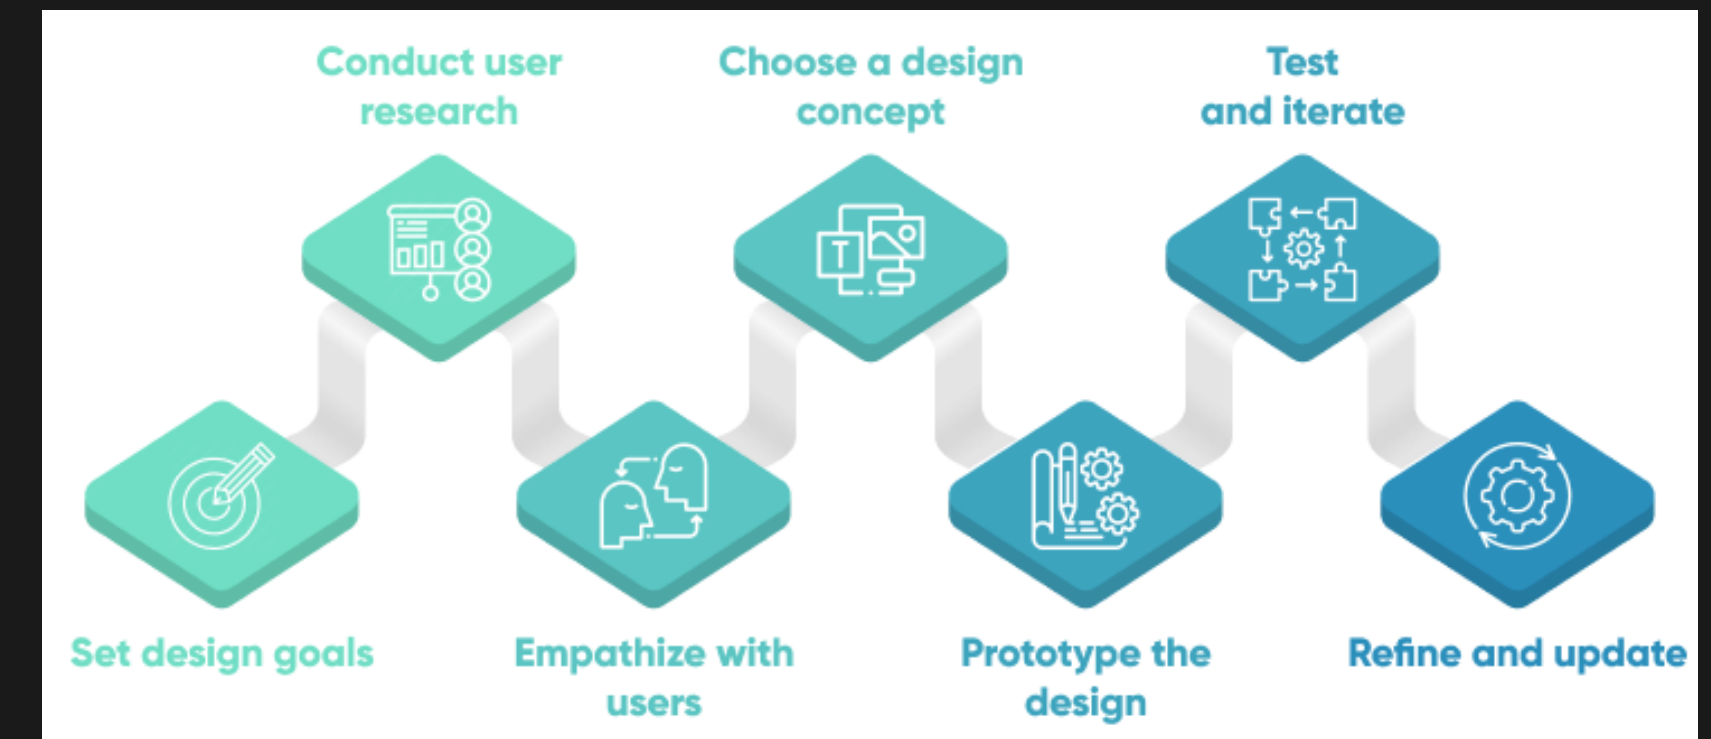 Conduct user
research
Choose a design
concept
Test
and iterate
T
Set design goals
Empathize with
users
Prototype the
design
Refine and update